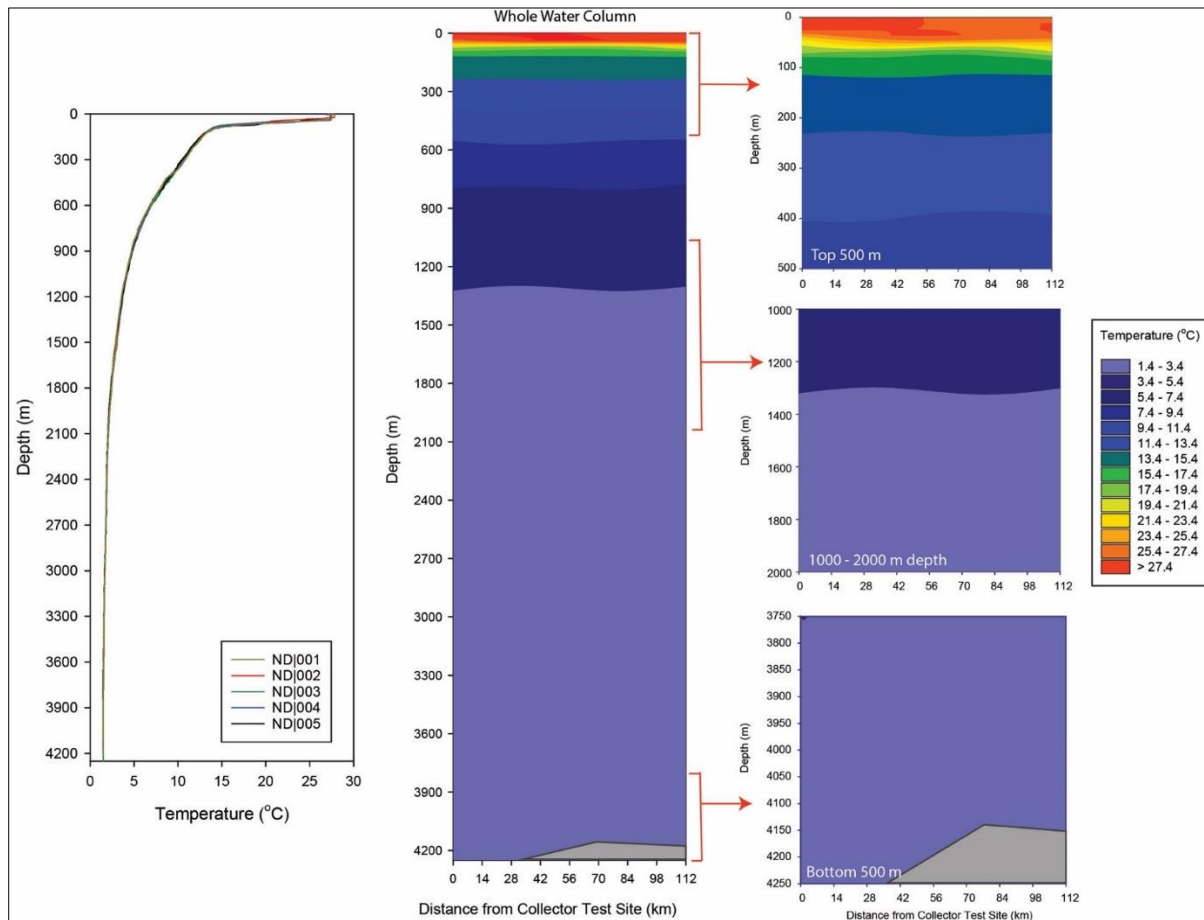 0
300
600
900
1200
1500
1800
2100
2400
2700
3000
3300
3600
3900
4200
Depth (m)
ND|001
ND|002
ND|003
ND|004
ND|005
0 5 10 15 20 25 30
Temperature (°C)
Whole Water Column
0
300
600
900
1200
1500
1800
2100
2400
2700
3000
3300
3600
3900
4200
Depth (m)
0 14 28 42 56 70 84 98 112
Distance from Collector Test Site (km)
0
100
200
300
400
500
Depth (m)
Top 500 m
0 14 28 42 56 70 84 98 112
1000
1200
1400
1600
1800
2000
Depth (m)
1000 - 2000 m depth
0 14 28 42 56 70 84 98 112
3750
3800
3850
3900
3950
4000
4050
4100
4150
4200
4250
Depth (m)
Bottom 500 m
0 14 28 42 56 70 84 98 112
Distance from Collector Test Site (km)
Temperature (°C)
1.4 - 3.4
3.4 - 5.4
5.4 - 7.4
7.4 - 9.4
9.4 - 11.4
11.4 - 13.4
13.4 - 15.4
15.4 - 17.4
17.4 - 19.4
19.4 - 21.4
21.4 - 23.4
23.4 - 25.4
25.4 - 27.4
> 27.4